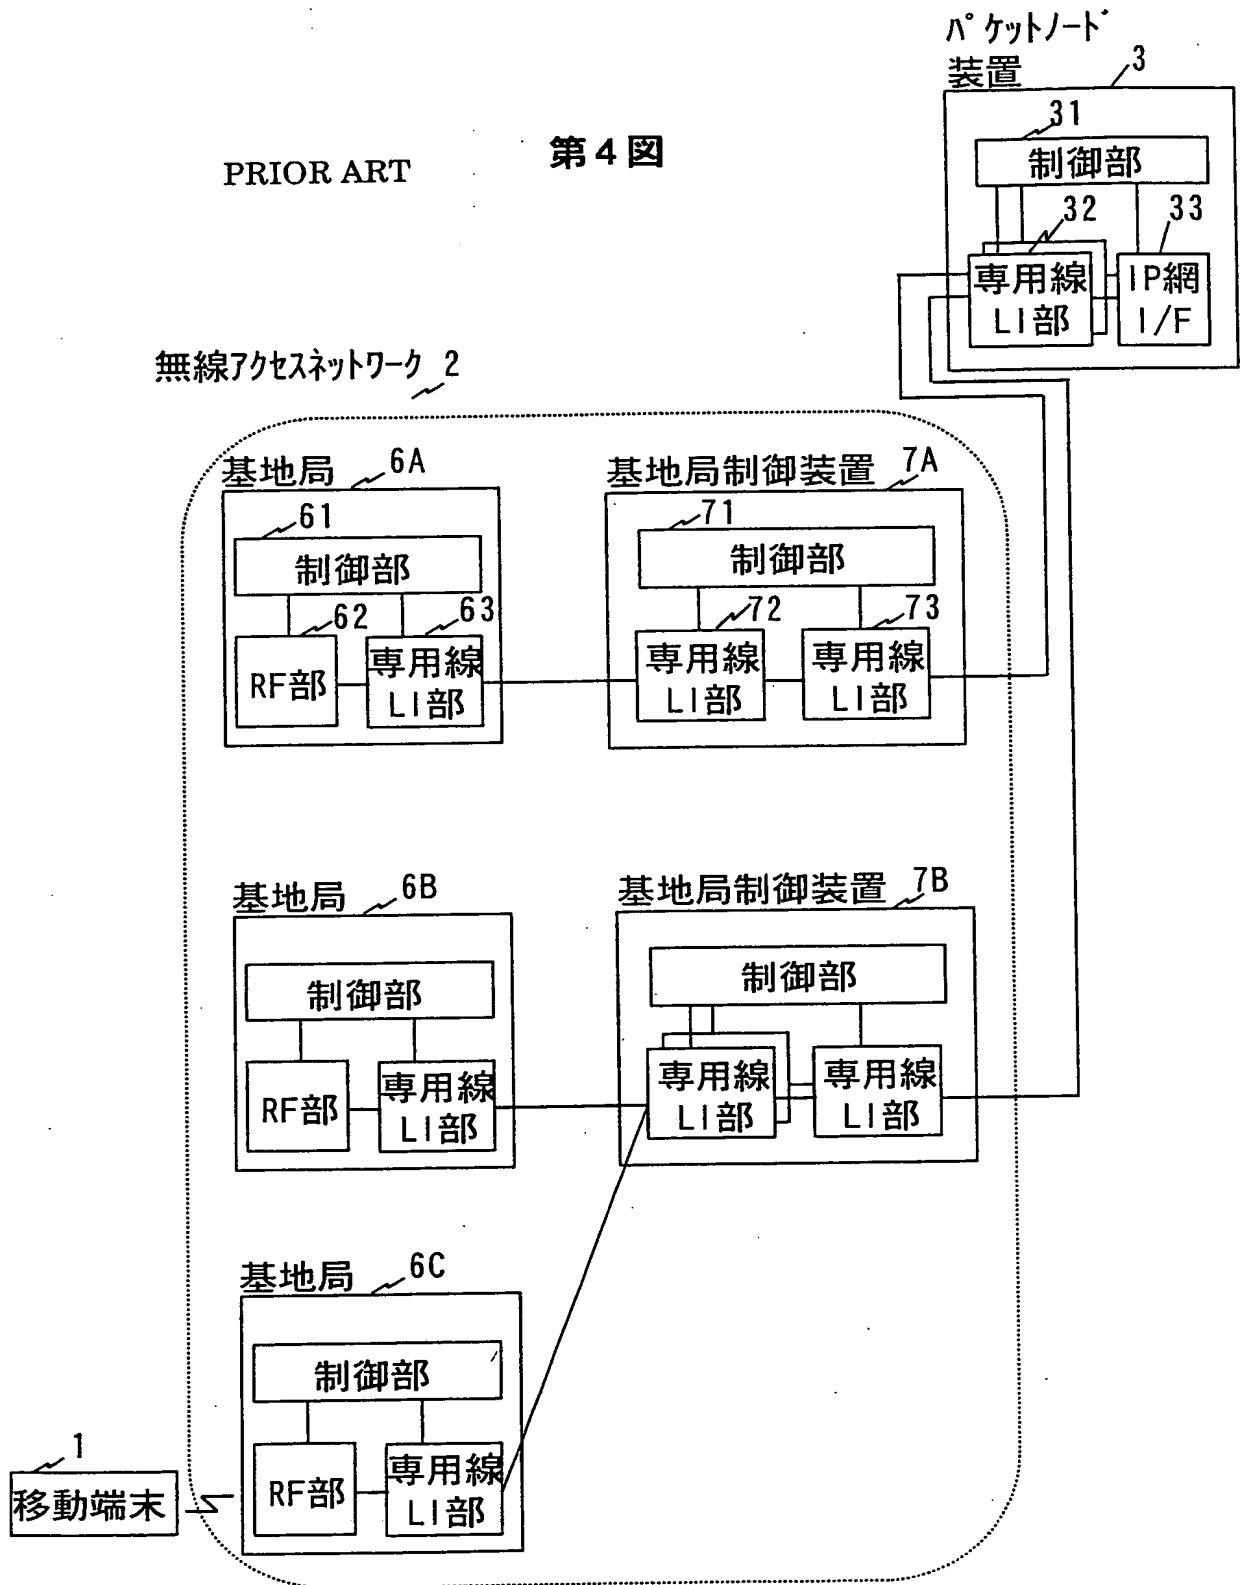 パケットノード
装置
3
PRIOR ART
第4図
31
制御部
32
33
専用線
LI部
IP網
I/F
無線アクセスネットワーク 2
基地局
6A
61
制御部
62
63
RF部
専用線
LI部
基地局制御装置
7A
71
制御部
72
73
専用線
LI部
専用線
LI部
基地局
6B
制御部
RF部
専用線
LI部
基地局制御装置
7B
制御部
専用線
LI部
専用線
LI部
基地局
6C
制御部
RF部
専用線
LI部
1
移動端末